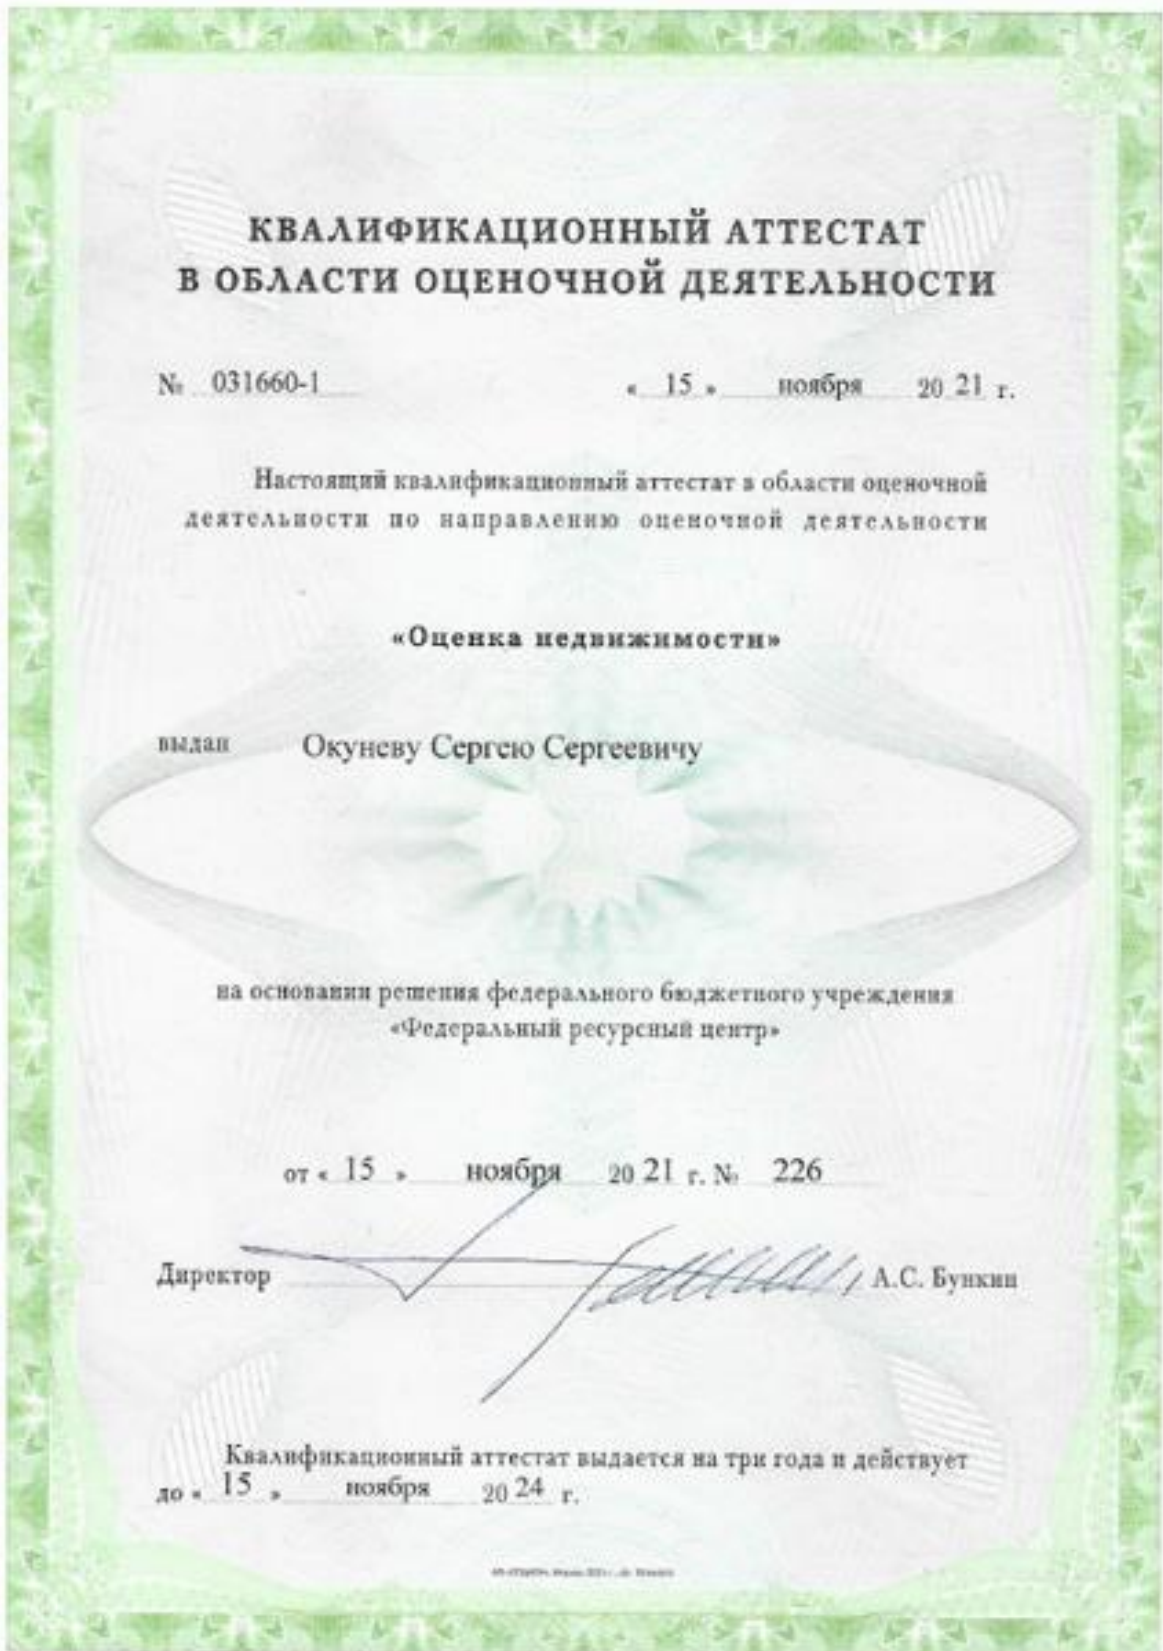 КВАЛИФИКАЦИОННЫЙ АТТЕСТАТ
В ОБЛАСТИ ОЦЕНОЧНОЙ ДЕЯТЕЛЬНОСТИ
№ 031660-1 « 15 » ноября 20 21 г.
Настоящий квалификационный аттестат в области оценочной
деятельности по направлению оценочной деятельности
«Оценка недвижимости»
выдан Окуневу Сергею Сергеевичу
на основании решения федерального бюджетного учреждения
«Федеральный ресурсный центр»
от « 15 » ноября 20 21 г. № 226
Директор А.С. Бункин
Квалификационный аттестат выдается на три года и действует
до « 15 » ноября 20 24 г.